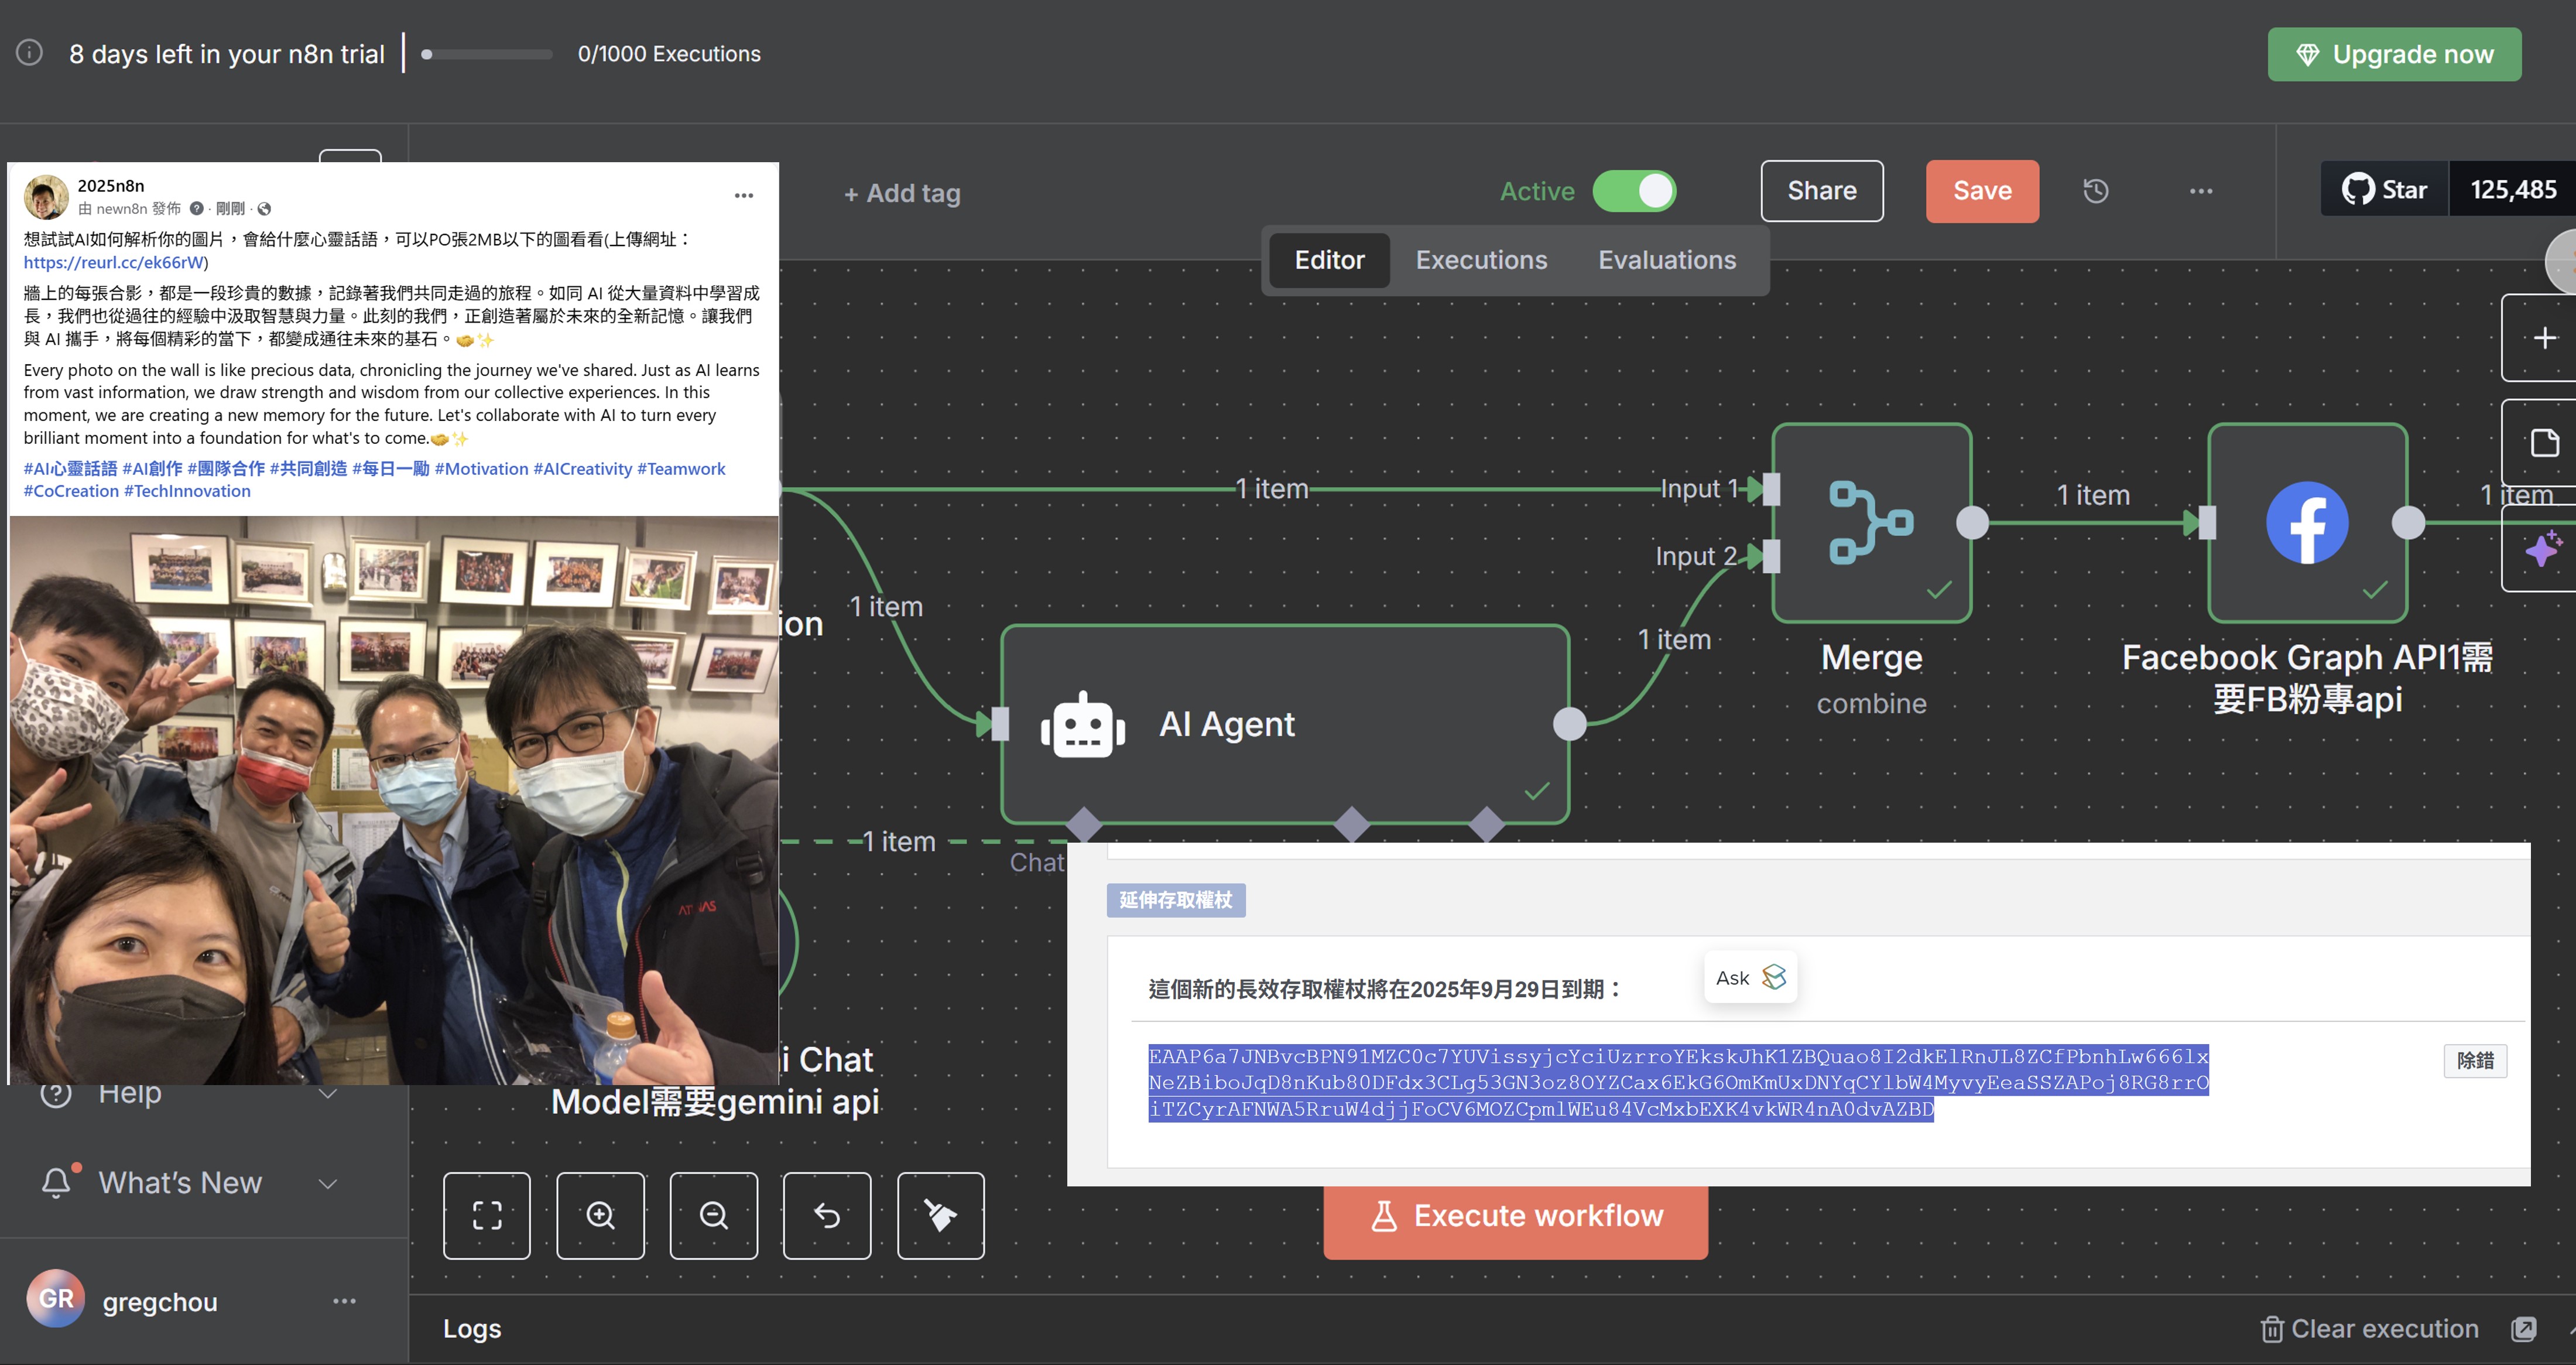 8 days left in your n8n trial
0/1000 Executions
Upgrade now
+ Add tag
Active
Share
Save
Star
125,485
Editor
Executions
Evaluations
2025n8n
由 newn8n 發佈 · 剛剛 ·
想試試AI如何解析你的圖片，會給什麼心靈話語，可以PO張2MB以下的圖看看(上傳網址：
https://reurl.cc/ek66rW)
牆上的每張合影，都是一段珍貴的數據，記錄著我們共同走過的旅程。如同 AI 從大量資料中學習成
長，我們也從過往的經驗中汲取智慧與力量。此刻的我們，正創造著屬於未來的全新記憶。讓我們
與 AI 攜手，將每個精彩的當下，都變成通往未來的基石。🤝✨
Every photo on the wall is like precious data, chronicling the journey we've shared. Just as AI learns
from vast information, we draw strength and wisdom from our collective experiences. In this
moment, we are creating a new memory for the future. Let's collaborate with AI to turn every
brilliant moment into a foundation for what's to come.🤝✨
#AI心靈話語 #AI創作 #團隊合作 #共同創造 #每日一勵 #Motivation #AICreativity #Teamwork
#CoCreation #TechInnovation
1 item
Input 1
Input 2
1 item
1 item
1 item
1 item
ion
1 item
AI Agent
Merge
combine
Facebook Graph API1需
要FB粉專api
Chat
延伸存取權杖
Ask
這個新的長效存取權杖將在2025年9月29日到期：
除錯
i Chat
Model需要gemini api
Help
What's New
Execute workflow
GR
gregchou
Logs
Clear execution